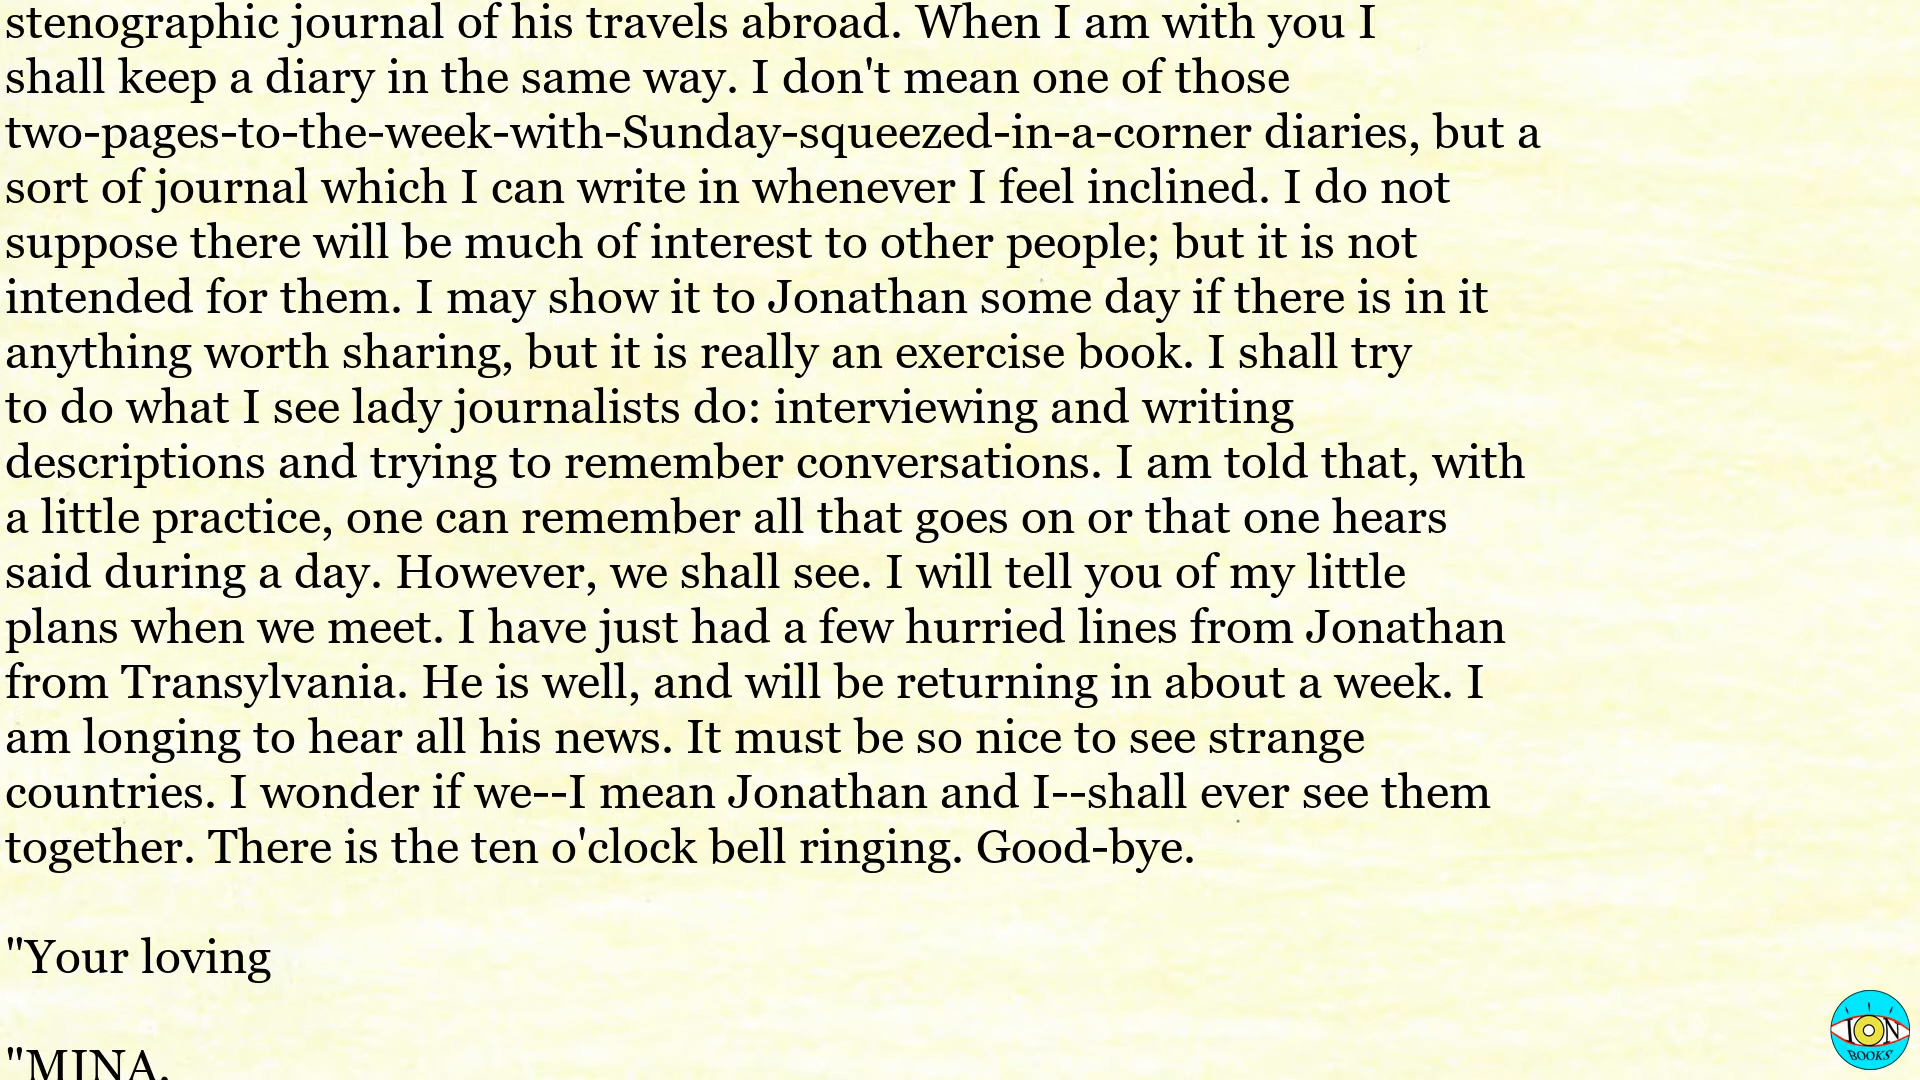 stenographic journal of his travels abroad. When I am with you I
shall keep a diary in the same way. I don't mean one of those
two-pages-to-the-week-with-Sunday-squeezed-in-a-corner diaries, but a
sort of journal which I can write in whenever I feel inclined. I do not
suppose there will be much of interest to other people; but it is not
intended for them. I may show it to Jonathan some day if there is in it
anything worth sharing, but it is really an exercise book. I shall try
to do what I see lady journalists do: interviewing and writing
descriptions and trying to remember conversations. I am told that, with
a little practice, one can remember all that goes on or that one hears
said during a day. However, we shall see. I will tell you of my little
plans when we meet. I have just had a few hurried lines from Jonathan
from Transylvania. He is well, and will be returning in about a week. I
am longing to hear all his news. It must be so nice to see strange
countries. I wonder if we--I mean Jonathan and I--shall ever see them
together. There is the ten o'clock bell ringing. Good-bye.
"Your loving
"MINA.
ION
BOOKS